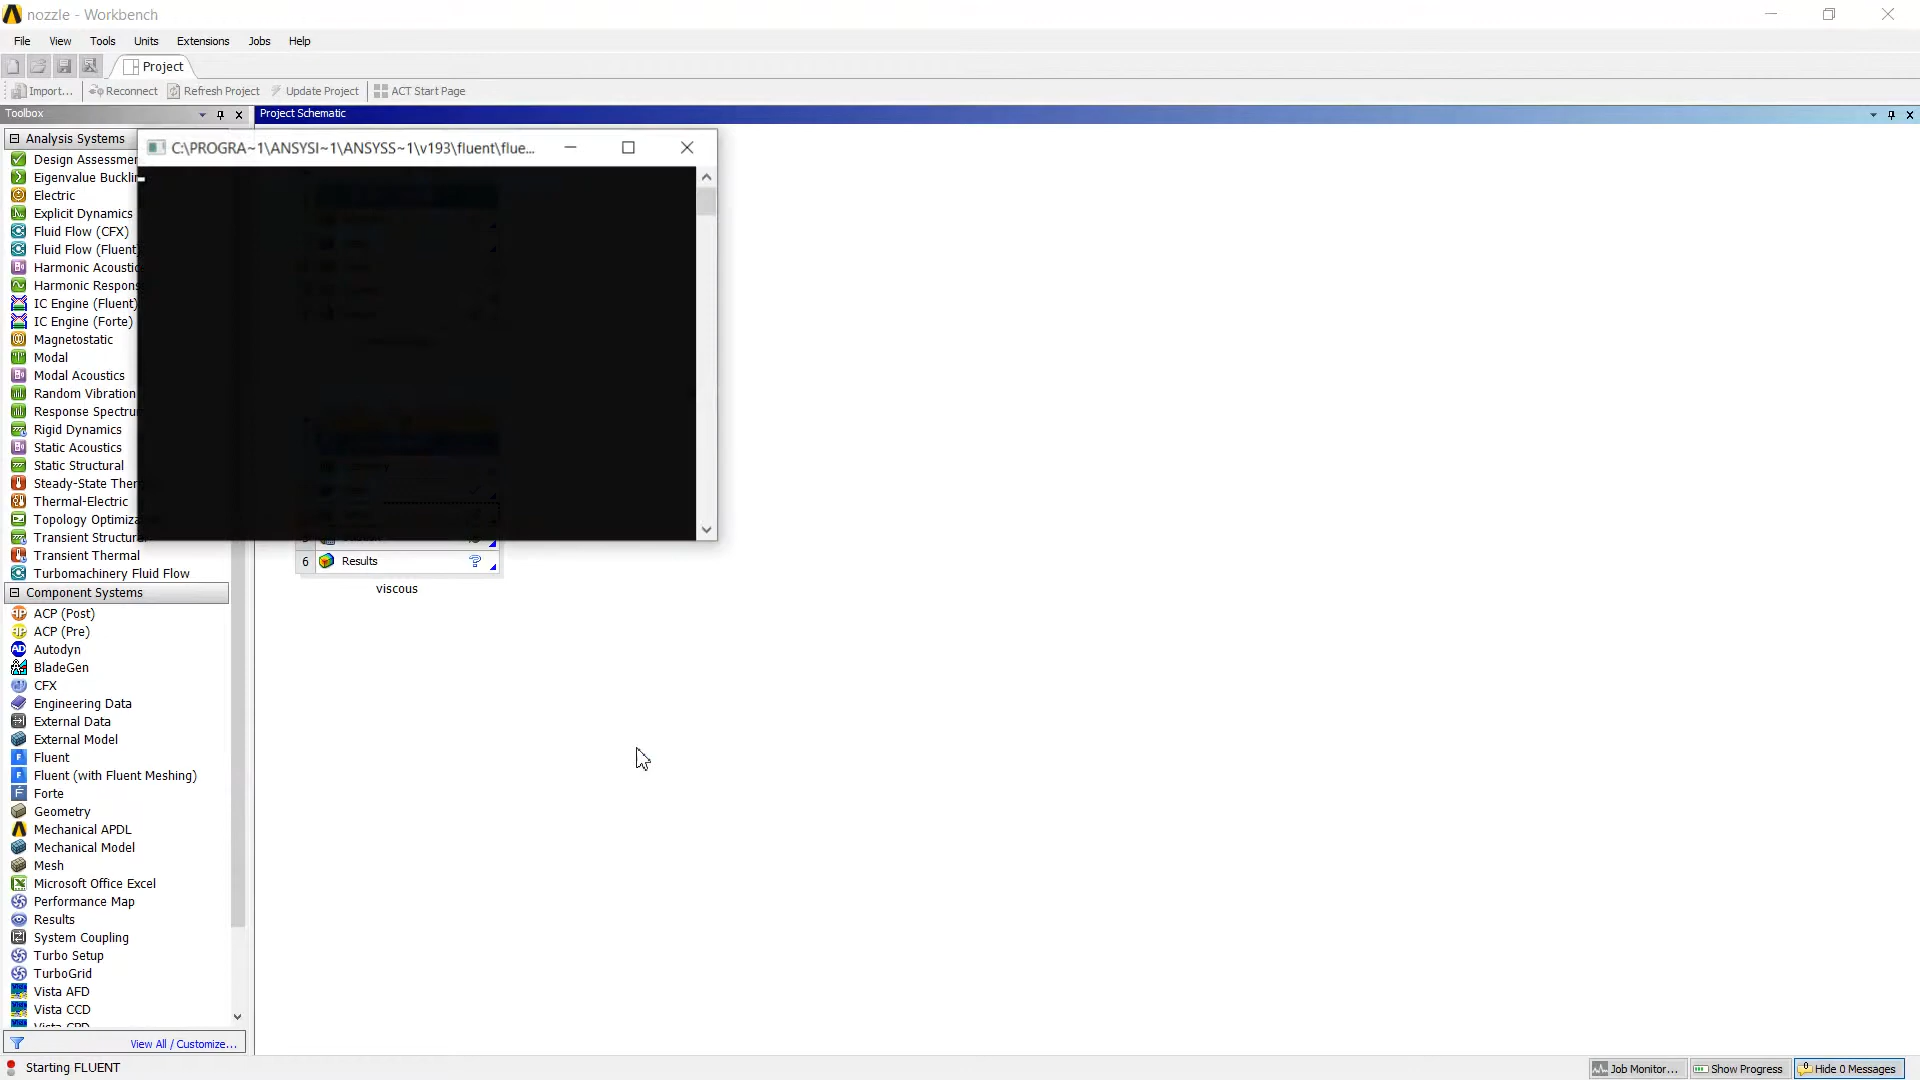 nozzle - Workbench
File View Tools Units Extensions Jobs Help
Project
Import... Reconnect Refresh Project Update Project ACT Start Page
Toolbox
Project Schematic
Analysis Systems
C:\PROGRA~1\ANSYSI~1\ANSYSS~1\v193\fluent\flue...
Design Assessmen
Eigenvalue Bucklin
Electric
Explicit Dynamics
Fluid Flow (CFX)
Fluid Flow (Fluent
Harmonic Acoustic
Harmonic Respons
IC Engine (Fluent)
IC Engine (Forte)
Magnetostatic
Modal
Modal Acoustics
Random Vibration
Response Spectrum
Rigid Dynamics
Static Acoustics
Static Structural
Steady-State Ther
Thermal-Electric
Topology Optimiza
Transient Structur
Transient Thermal
6 Results
Turbomachinery Fluid Flow
viscous
Component Systems
ACP (Post)
ACP (Pre)
Autodyn
BladeGen
CFX
Engineering Data
External Data
External Model
Fluent
Fluent (with Fluent Meshing)
Forte
Geometry
Mechanical APDL
Mechanical Model
Mesh
Microsoft Office Excel
Performance Map
Results
System Coupling
Turbo Setup
TurboGrid
Vista AFD
Vista CCD
View All / Customize...
Starting FLUENT
Job Monitor... Show Progress Hide 0 Messages